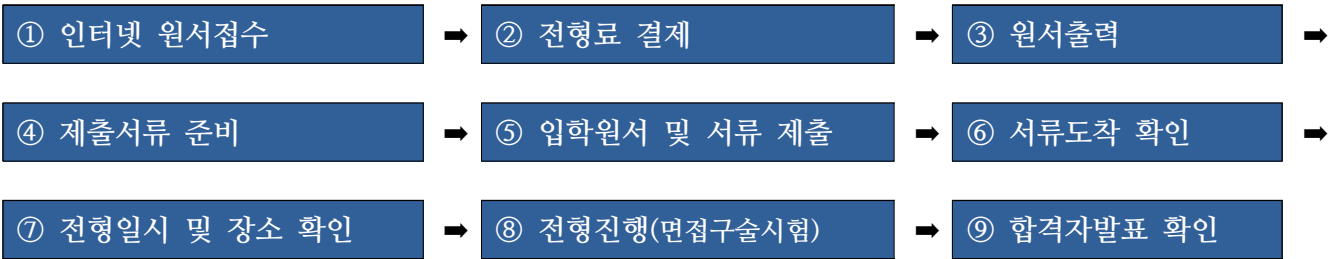 ① 인터넷 원서접수 ➡ ② 전형료 결제 ➡ ③ 원서출력 ➡
④ 제출서류 준비 ➡ ⑤ 입학원서 및 서류 제출 ➡ ⑥ 서류도착 확인 ➡
⑦ 전형일시 및 장소 확인 ➡ ⑧ 전형진행(면접구술시험) ➡ ⑨ 합격자발표 확인